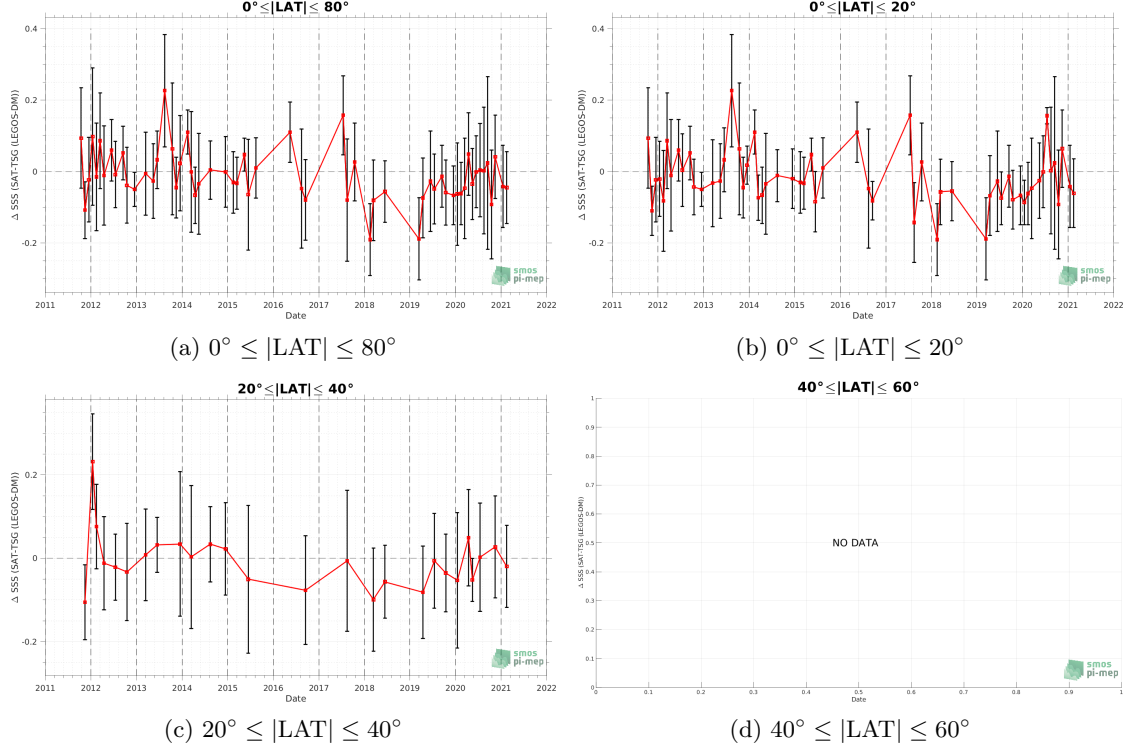 0°≤|LAT|≤ 80°
Δ SSS (SAT-TSG (LEGOS-DM))
0.4
0.2
0
-0.2
2011 2012 2013 2014 2015 2016 2017 2018 2019 2020 2021 2022
Date
smos
pi-mep
(a) 0° ≤ |LAT| ≤ 80°
0°≤|LAT|≤ 20°
Δ SSS (SAT-TSG (LEGOS-DM))
0.4
0.2
0
-0.2
2011 2012 2013 2014 2015 2016 2017 2018 2019 2020 2021 2022
Date
smos
pi-mep
(b) 0° ≤ |LAT| ≤ 20°
20°≤|LAT|≤ 40°
Δ SSS (SAT-TSG (LEGOS-DM))
0.2
0
-0.2
2011 2012 2013 2014 2015 2016 2017 2018 2019 2020 2021 2022
Date
smos
pi-mep
(c) 20° ≤ |LAT| ≤ 40°
40°≤|LAT|≤ 60°
Δ SSS (SAT-TSG (LEGOS-DM))
1
0.9
0.8
0.7
0.6
0.5
0.4
0.3
0.2
0.1
0
NO DATA
0 0.1 0.2 0.3 0.4 0.5 0.6 0.7 0.8 0.9 1
Date
smos
pi-mep
(d) 40° ≤ |LAT| ≤ 60°